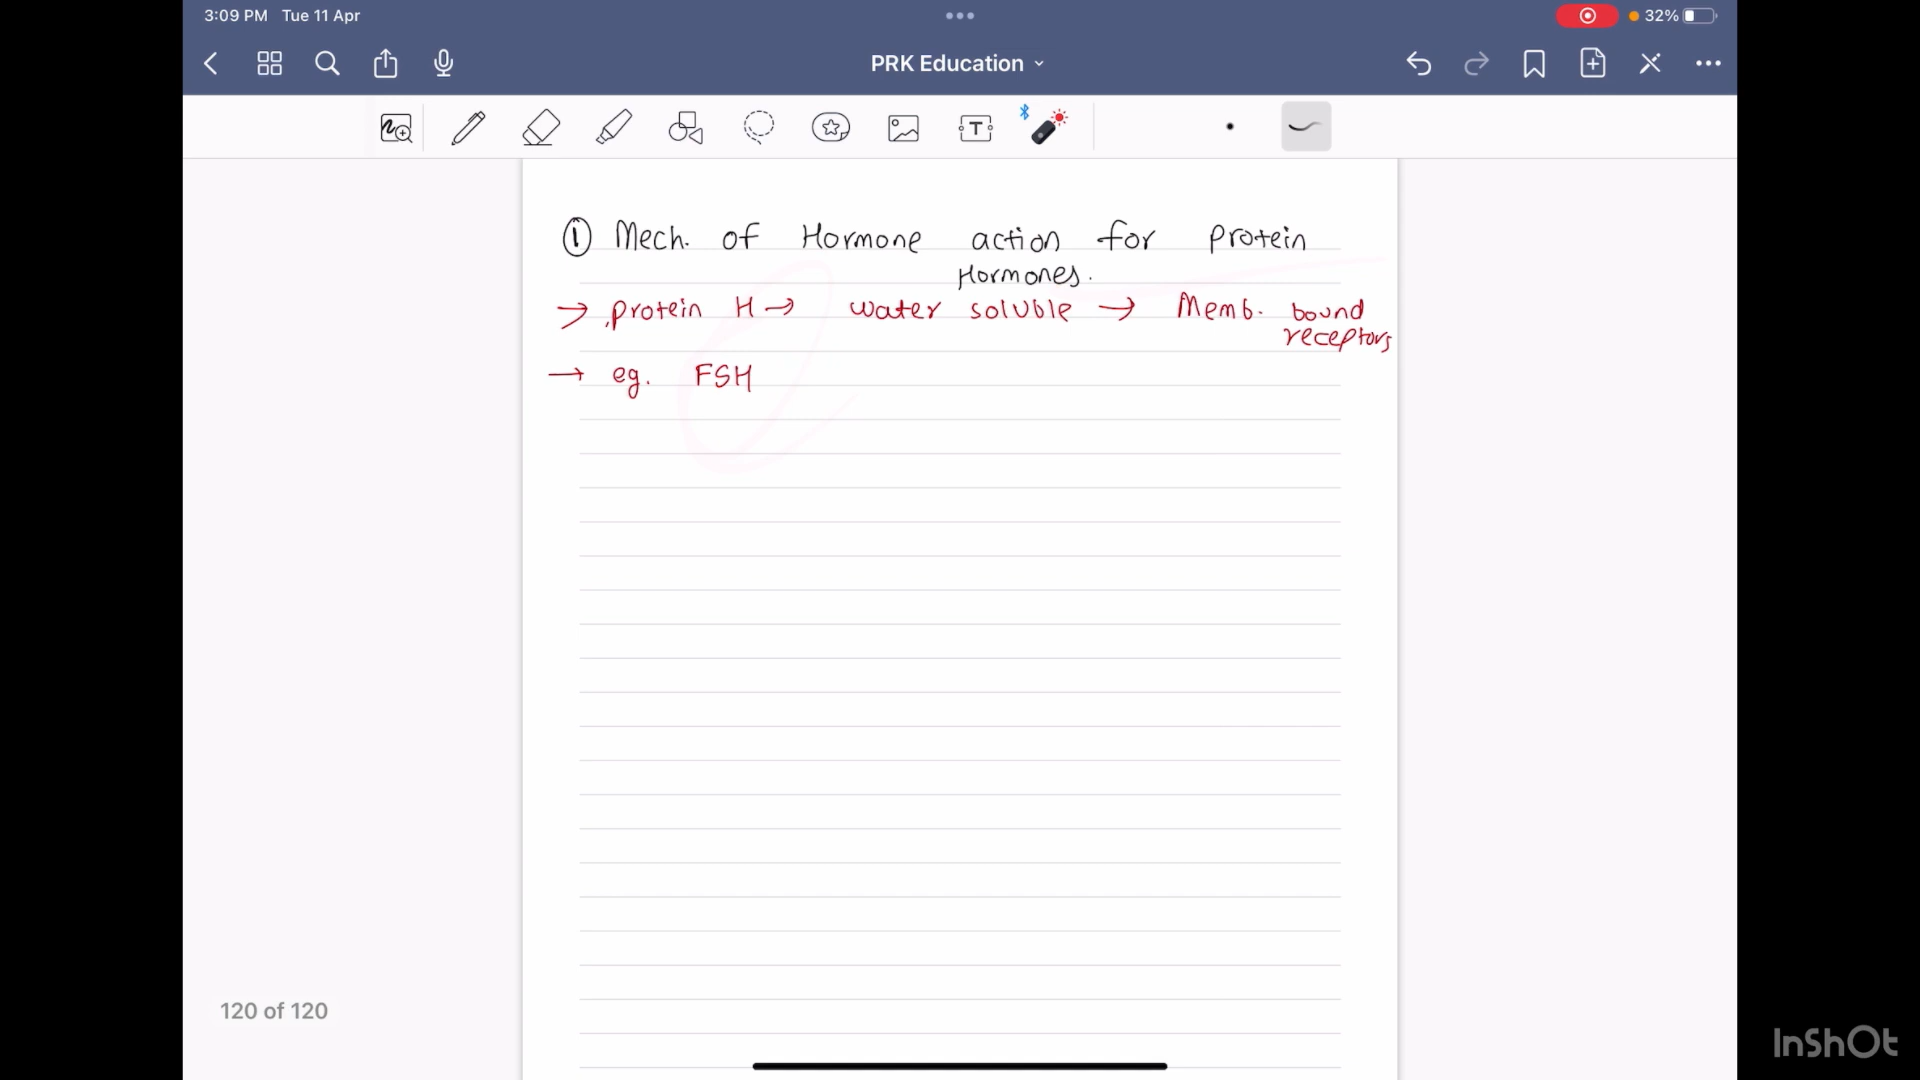 3:09 PM Tue 11 Apr
32%
PRK Education
① Mech. of Hormone action for protein
Hormones.
→ protein H → water soluble → Memb. bound
receptors
→ eg. FSH
120 of 120
InShOt